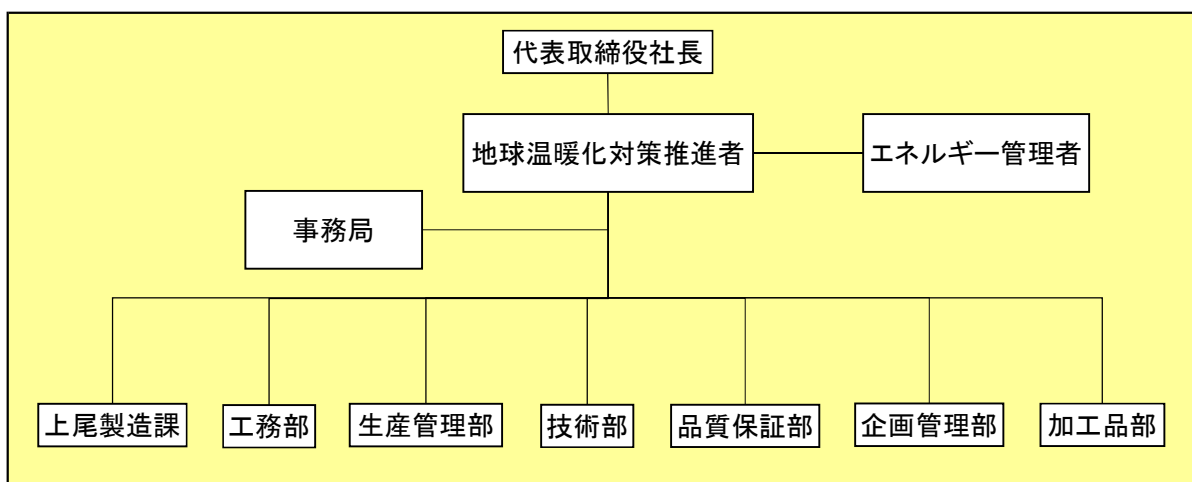 代表取締役社長
地球温暖化対策推進者
エネルギー管理者
事務局
上尾製造課
工務部
生産管理部
技術部
品質保証部
企画管理部
加工品部